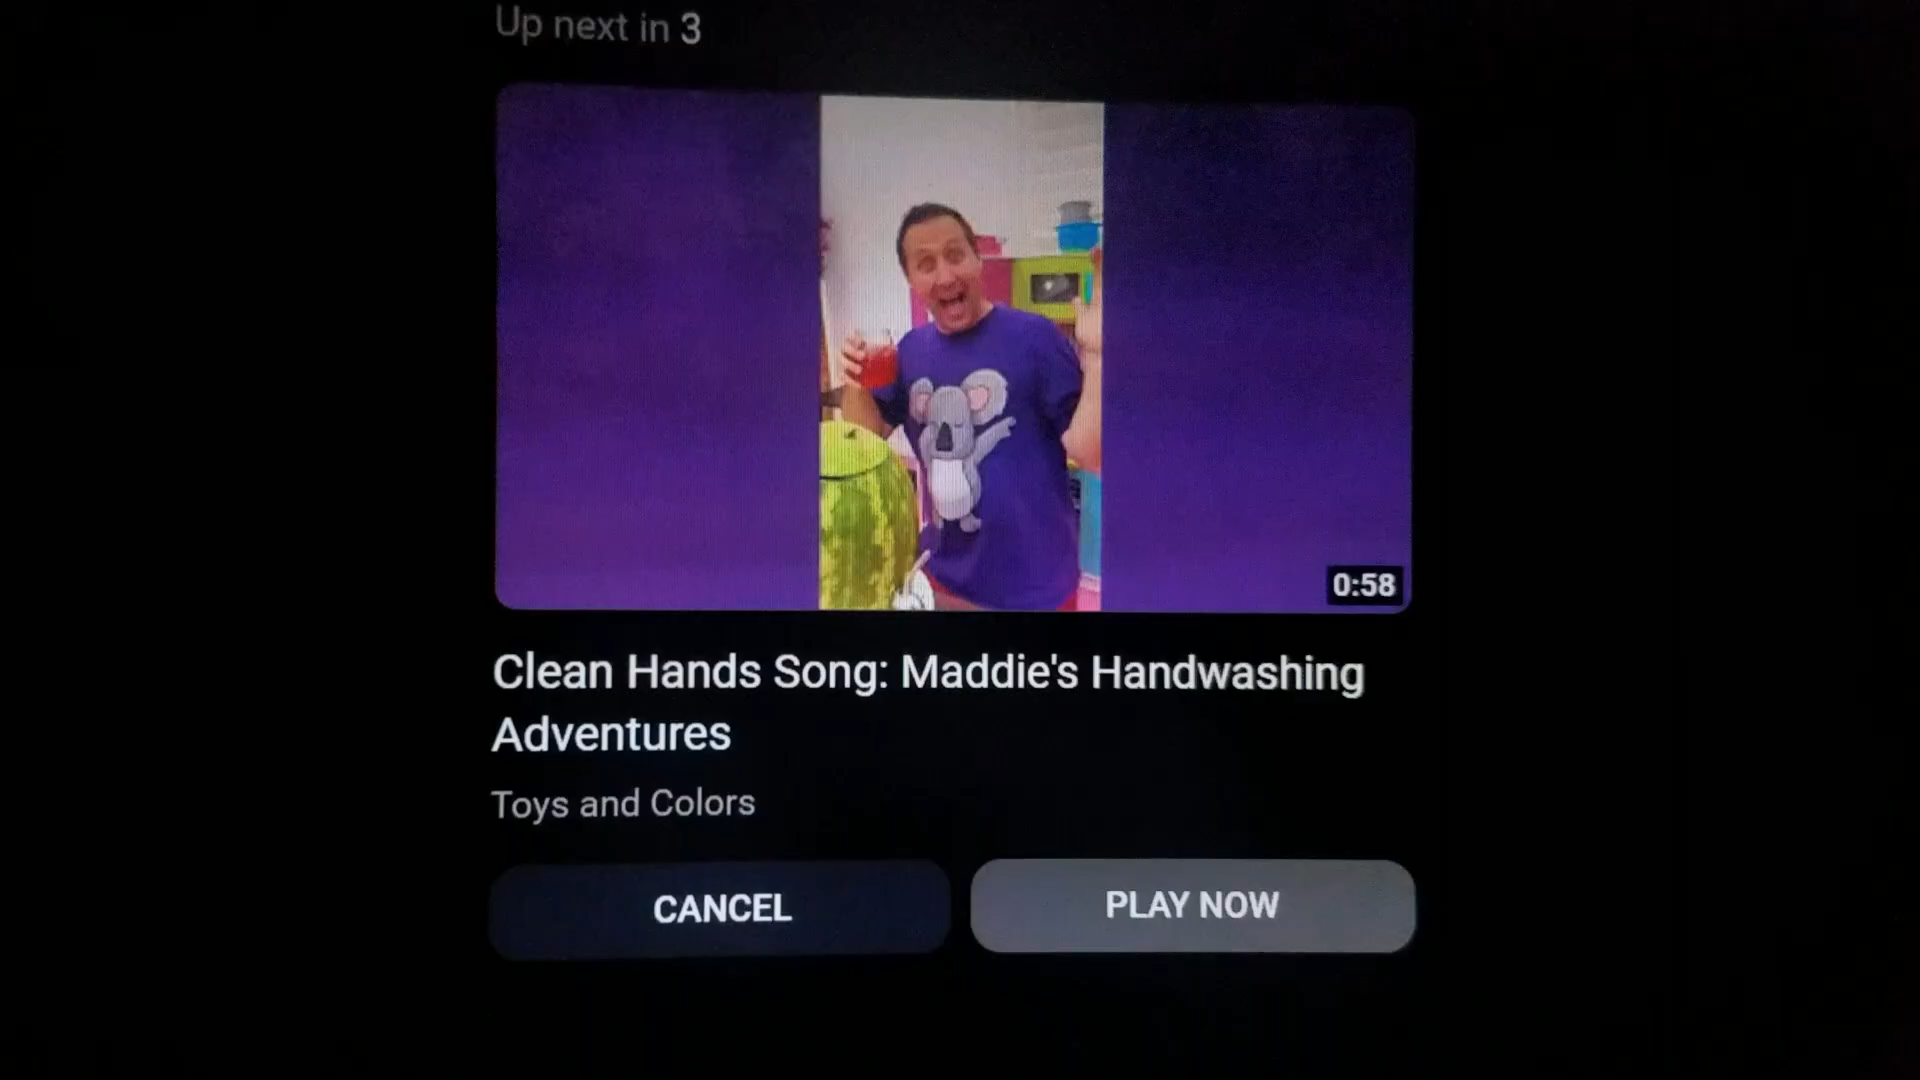 Up next in 3
0:58
Clean Hands Song: Maddie's Handwashing
Adventures
Toys and Colors
CANCEL
PLAY NOW